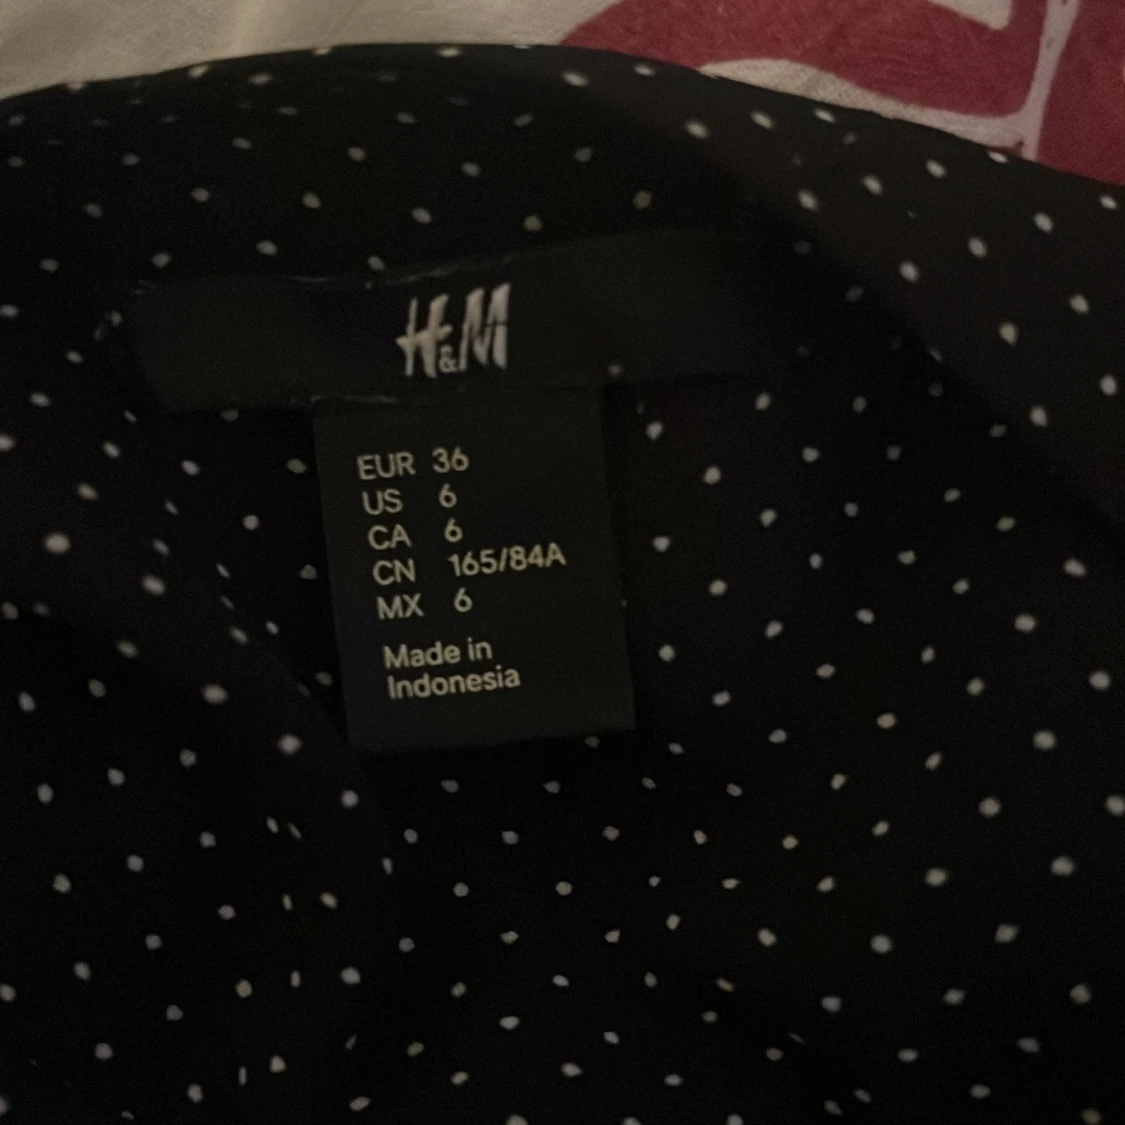 H&M
EUR 36
US 6
CA 6
CN 165/84A
MX 6
Made in
Indonesia